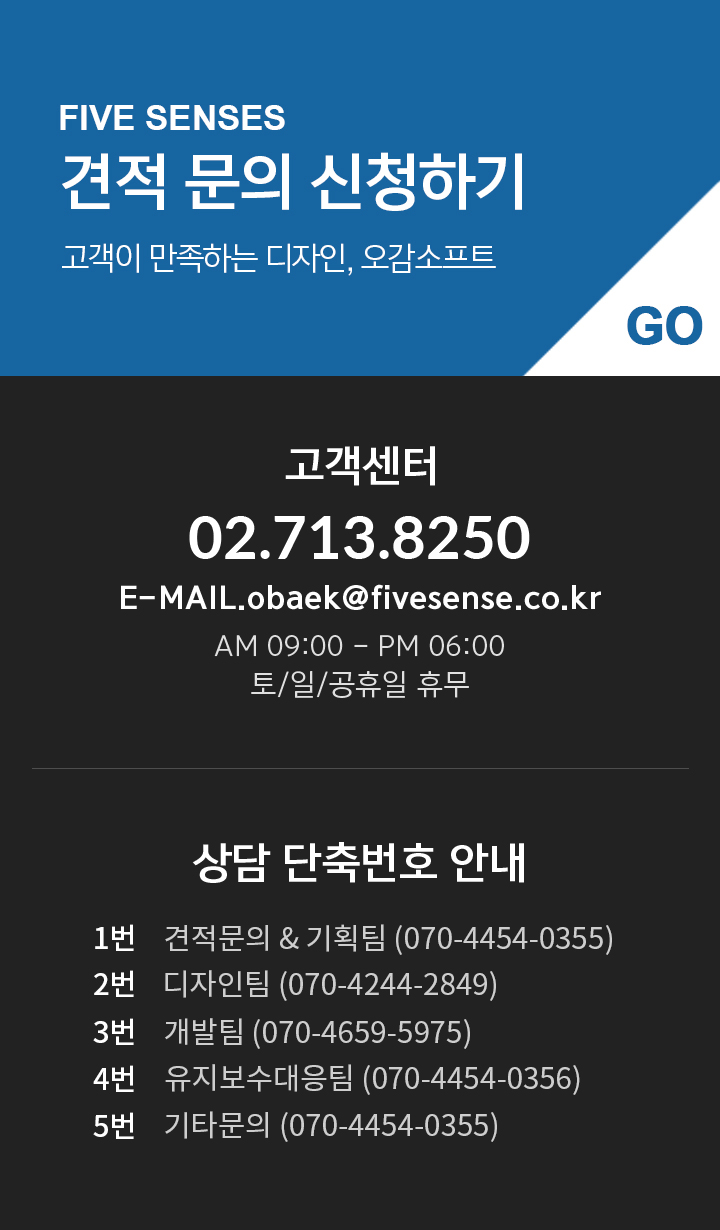 FIVE SENSES
견적 문의 신청하기
고객이 만족하는 디자인, 오감소프트
GO
고객센터
02.713.8250
E-MAIL.obaek@fivesense.co.kr
AM 09:00 - PM 06:00
토/일/공휴일 휴무
상담 단축번호 안내
1번 견적문의 & 기획팀 (070-4454-0355)
2번 디자인팀 (070-4244-2849)
3번 개발팀 (070-4659-5975)
4번 유지보수대응팀 (070-4454-0356)
5번 기타문의 (070-4454-0355)